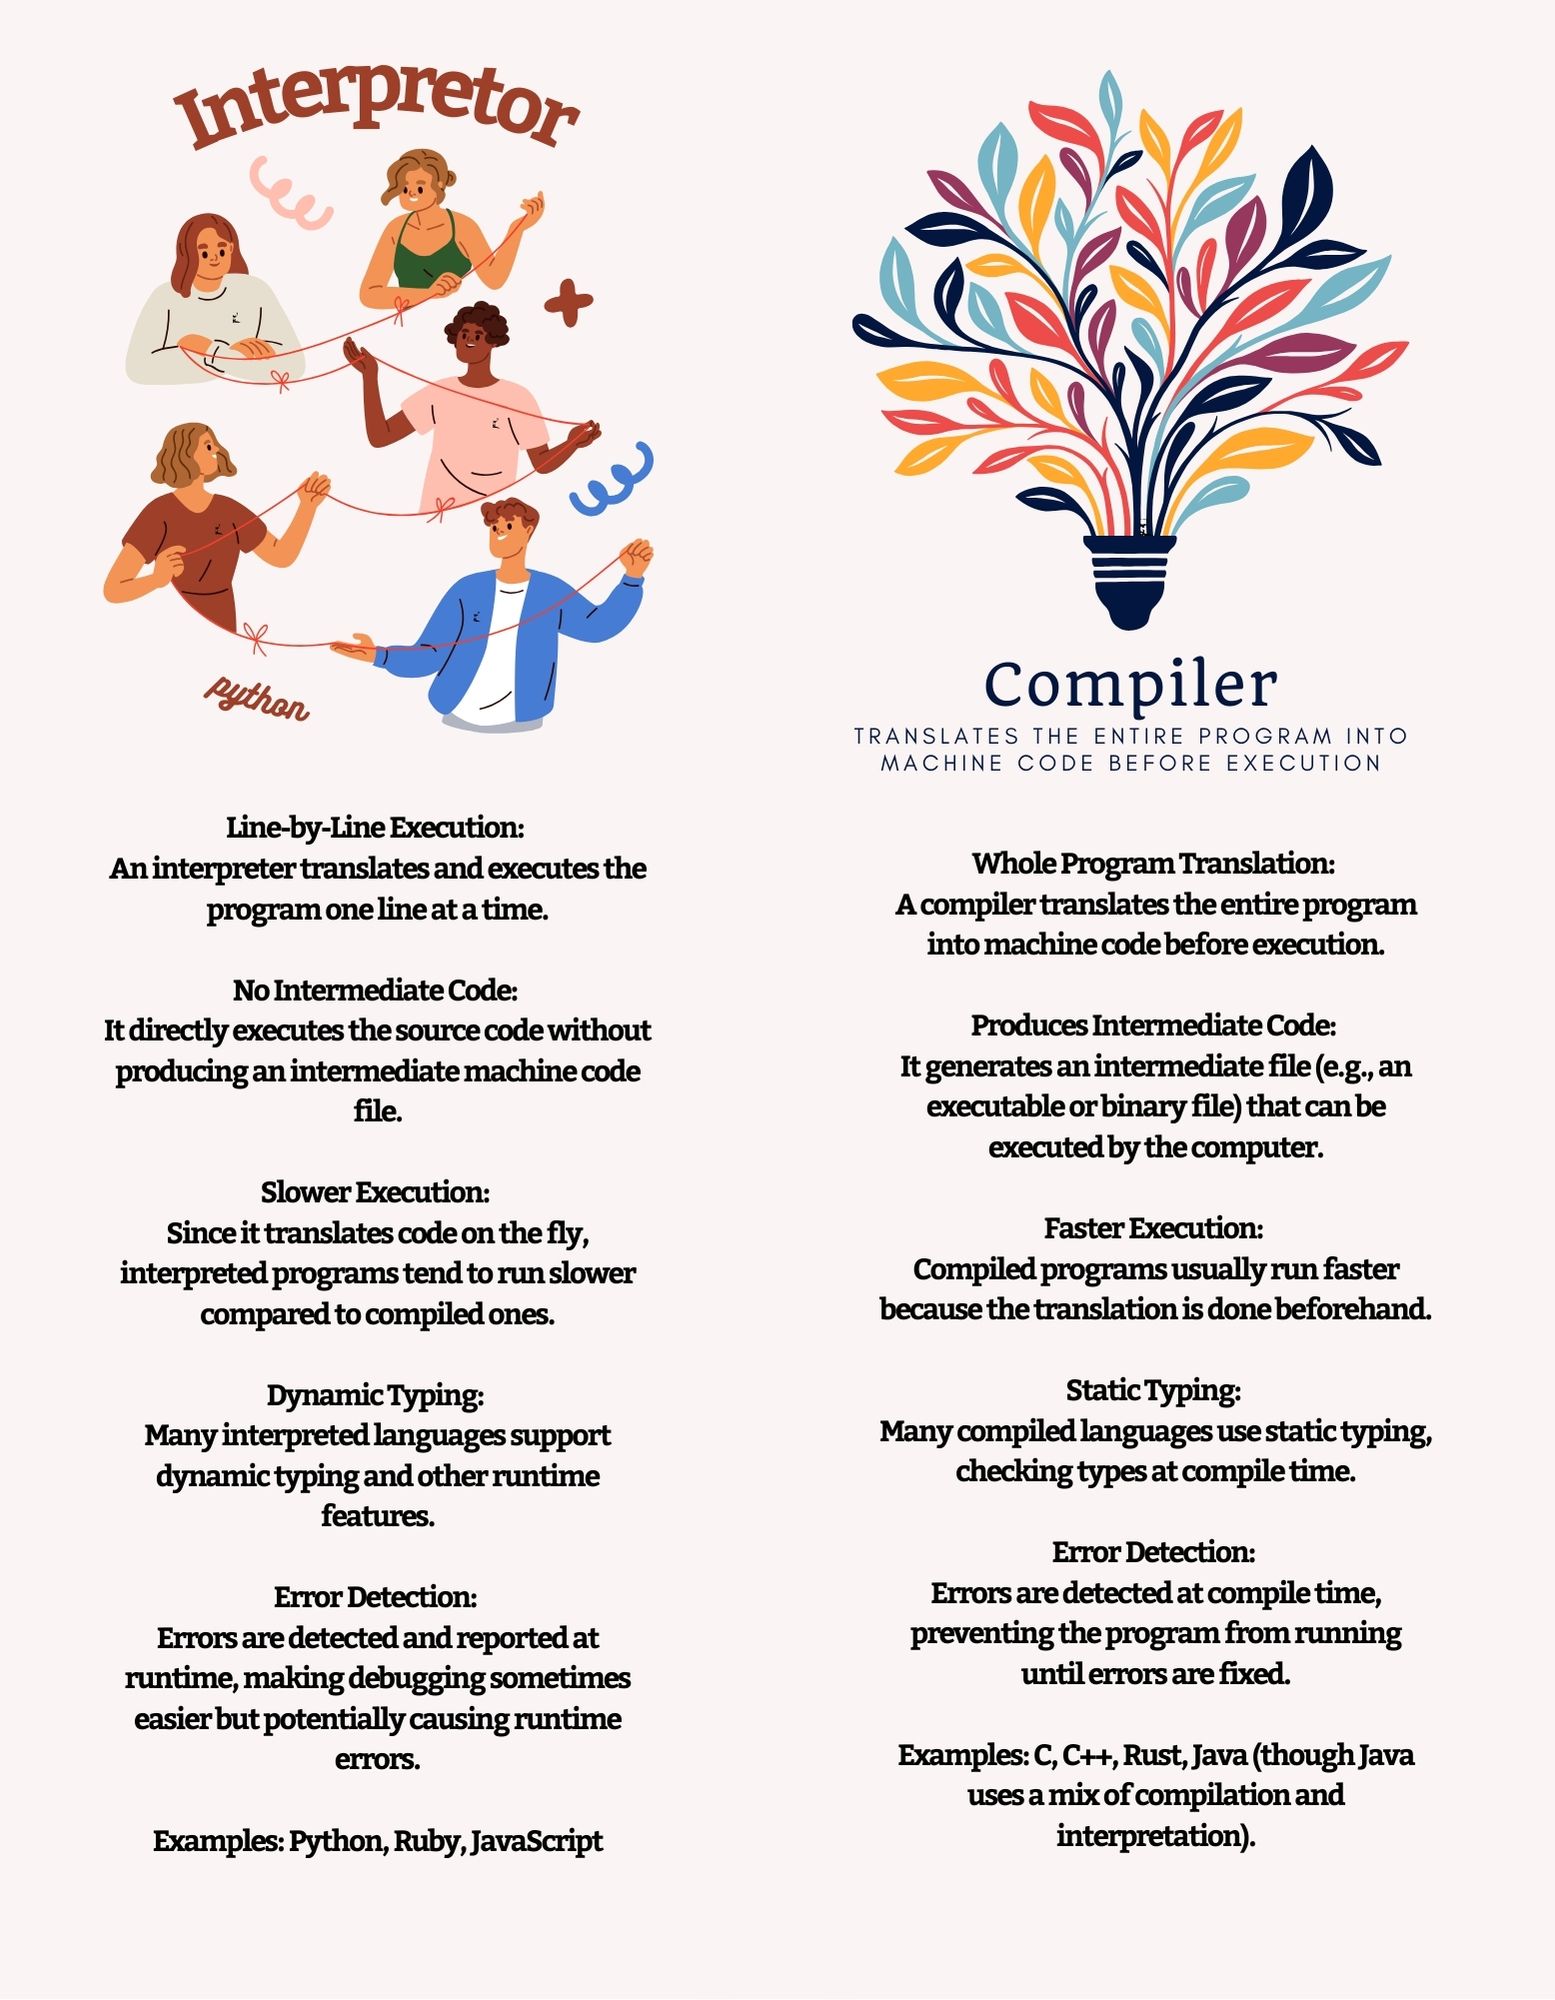 Interpretor
python
Line-by-Line Execution:
An interpreter translates and executes the
program one line at a time.
No Intermediate Code:
It directly executes the source code without
producing an intermediate machine code
file.
Slower Execution:
Since it translates code on the fly,
interpreted programs tend to run slower
compared to compiled ones.
Dynamic Typing:
Many interpreted languages support
dynamic typing and other runtime
features.
Error Detection:
Errors are detected and reported at
runtime, making debugging sometimes
easier but potentially causing runtime
errors.
Examples: Python, Ruby, JavaScript
Compiler
TRANSLATES THE ENTIRE PROGRAM INTO
MACHINE CODE BEFORE EXECUTION
Whole Program Translation:
A compiler translates the entire program
into machine code before execution.
Produces Intermediate Code:
It generates an intermediate file (e.g., an
executable or binary file) that can be
executed by the computer.
Faster Execution:
Compiled programs usually run faster
because the translation is done beforehand.
Static Typing:
Many compiled languages use static typing,
checking types at compile time.
Error Detection:
Errors are detected at compile time,
preventing the program from running
until errors are fixed.
Examples: C, C++, Rust, Java (though Java
uses a mix of compilation and
interpretation).